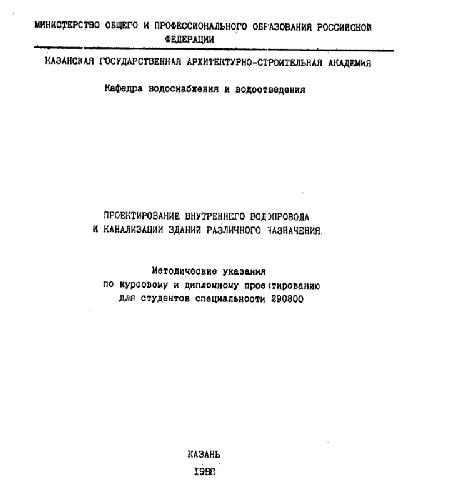 МИНИСТЕРСТВО ОБЩЕГО И ПРОФЕССИОНАЛЬНОГО ОБРАЗОВАНИЯ РОССИЙСКОЙ
ФЕДЕРАЦИИ
КАЗАНСКАЯ ГОСУДАРСТВЕННАЯ АРХИТЕКТУРНО-СТРОИТЕЛЬНАЯ АКАДЕМИЯ
Кафедра водоснабжения и водоотведения
ПРОЕКТИРОВАНИЕ ВНУТРЕННЕГО ВОДОПРОВОДА
И КАНАЛИЗАЦИИ ЗДАНИЙ РАЗЛИЧНОГО НАЗНАЧЕНИЯ
Методические указания
по курсовому и дипломному проектированию
для студентов специальности 290800
КАЗАНЬ